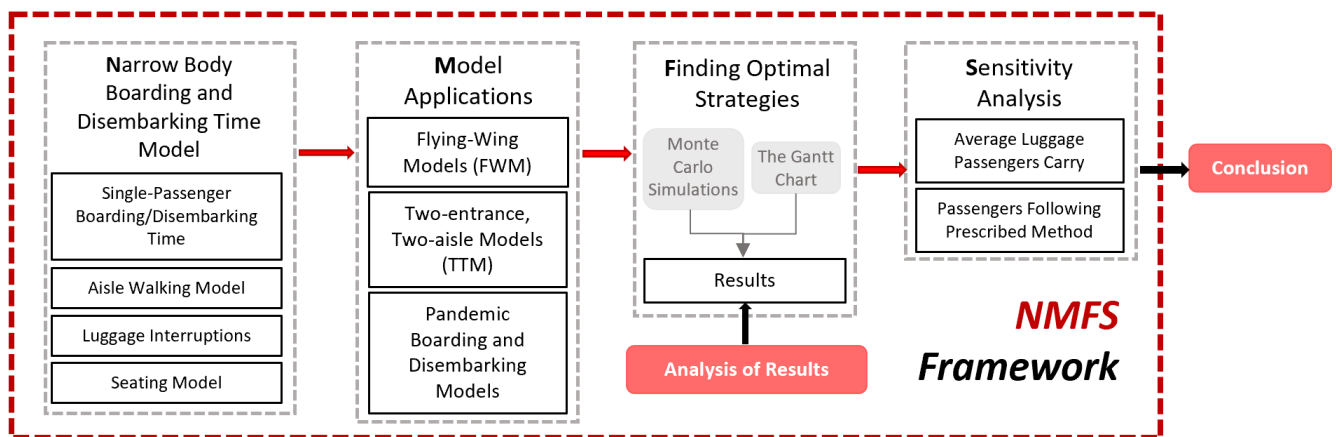 Narrow Body
Boarding and
Disembarking Time
Model
Single-Passenger
Boarding/Disembarking
Time
Aisle Walking Model
Luggage Interruptions
Seating Model
Model
Applications
Flying-Wing
Models (FWM)
Two-entrance,
Two-aisle Models
(TTM)
Pandemic
Boarding and
Disembarking
Models
Finding Optimal
Strategies
Monte
Carlo
Simulations
The Gantt
Chart
Results
Analysis of Results
Sensitivity
Analysis
Average Luggage
Passengers Carry
Passengers Following
Prescribed Method
NMFS
Framework
Conclusion